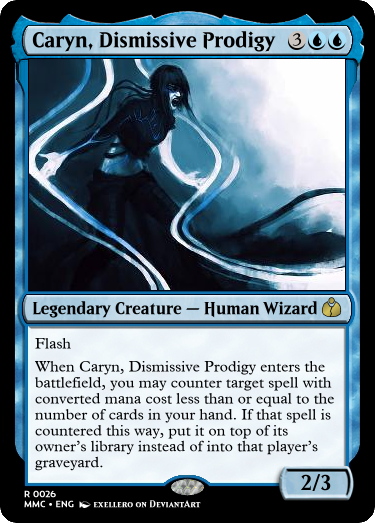 Caryn, Dismissive Prodigy 3
Legendary Creature — Human Wizard
Flash
When Caryn, Dismissive Prodigy enters the
battlefield, you may counter target spell with
converted mana cost less than or equal to the
number of cards in your hand. If that spell is
countered this way, put it on top of its
owner's library instead of into that player's
graveyard.
2/3
R 0026
MMC • ENG EXELLERO ON DEVIANTART